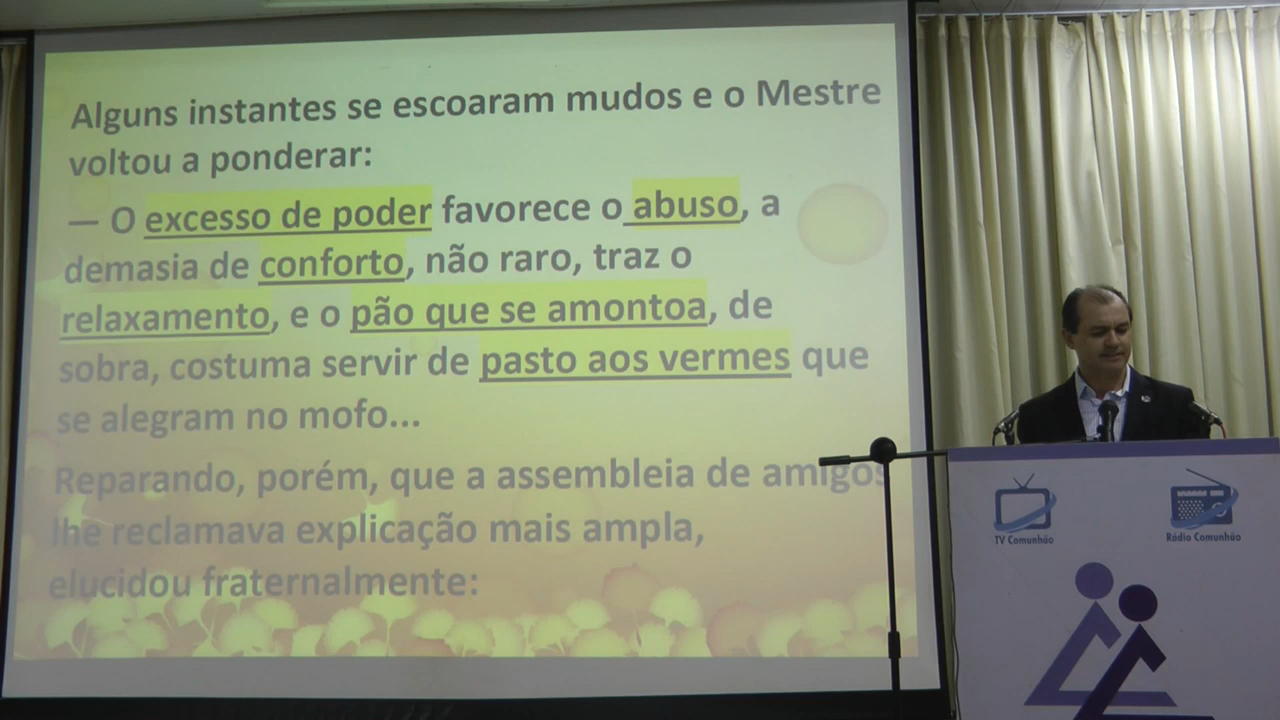 Alguns instantes se escoaram mudos e o Mestre
voltou a ponderar:
— O excesso de poder favorece o abuso, a
demasia de conforto, não raro, traz o
relaxamento, e o pão que se amontoa, de
sobra, costuma servir de pasto aos vermes que
se alegram no mofo...
Reparando, porém, que a assembleia de amigos
lhe reclamava explicação mais ampla,
elucidou fraternalmente:
TV Comunhão
Rádio Comunhão